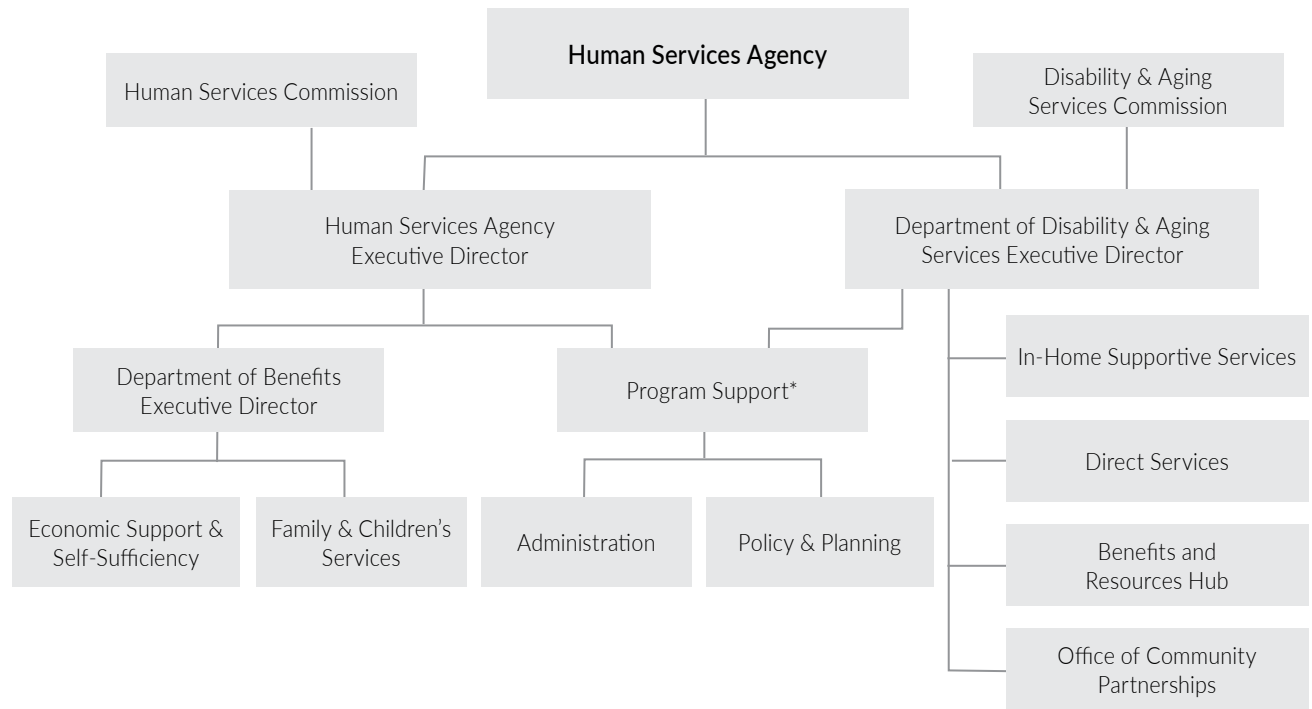 Human Services Agency
Human Services Commission
Disability & Aging
Services Commission
Human Services Agency
Executive Director
Department of Disability & Aging
Services Executive Director
Department of Benefits
Executive Director
Program Support*
In-Home Supportive Services
Direct Services
Benefits and
Resources Hub
Office of Community
Partnerships
Economic Support &
Self-Sufficiency
Family & Children’s
Services
Administration
Policy & Planning